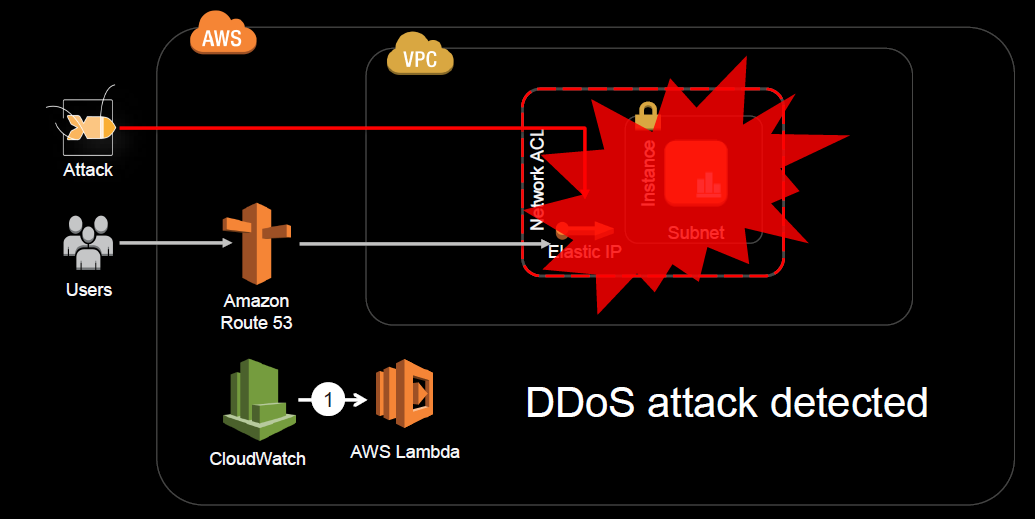 AWS
VPC
Attack
Network ACL
Instance
Subnet
Elastic IP
Users
Amazon
Route 53
1
CloudWatch
AWS Lambda
DDoS attack detected